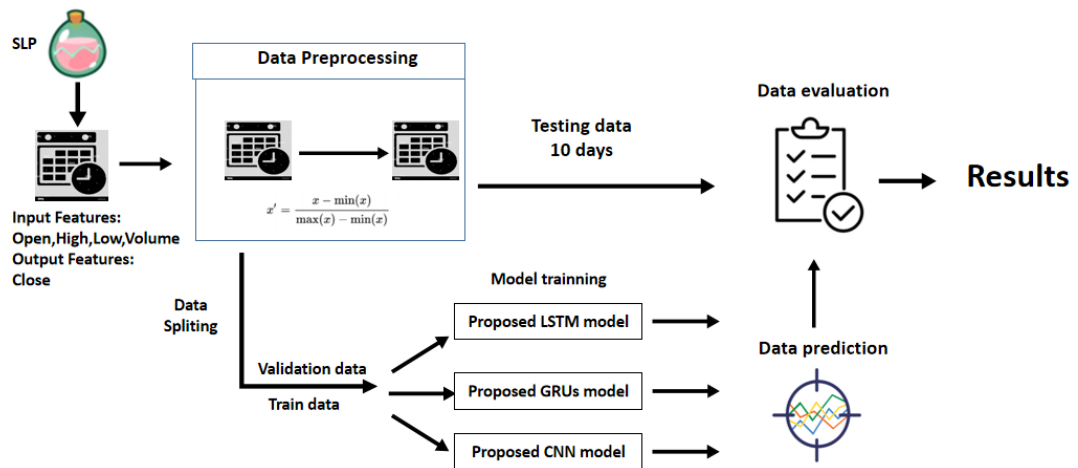 SLP
Input Features:
Open,High,Low,Volume
Output Features:
Close
Data Preprocessing
x′ = (x − min(x)) / (max(x) − min(x))
Testing data
10 days
Data evaluation
Results
Data
Spliting
Validation data
Train data
Model trainning
Proposed LSTM model
Proposed GRUs model
Proposed CNN model
Data prediction